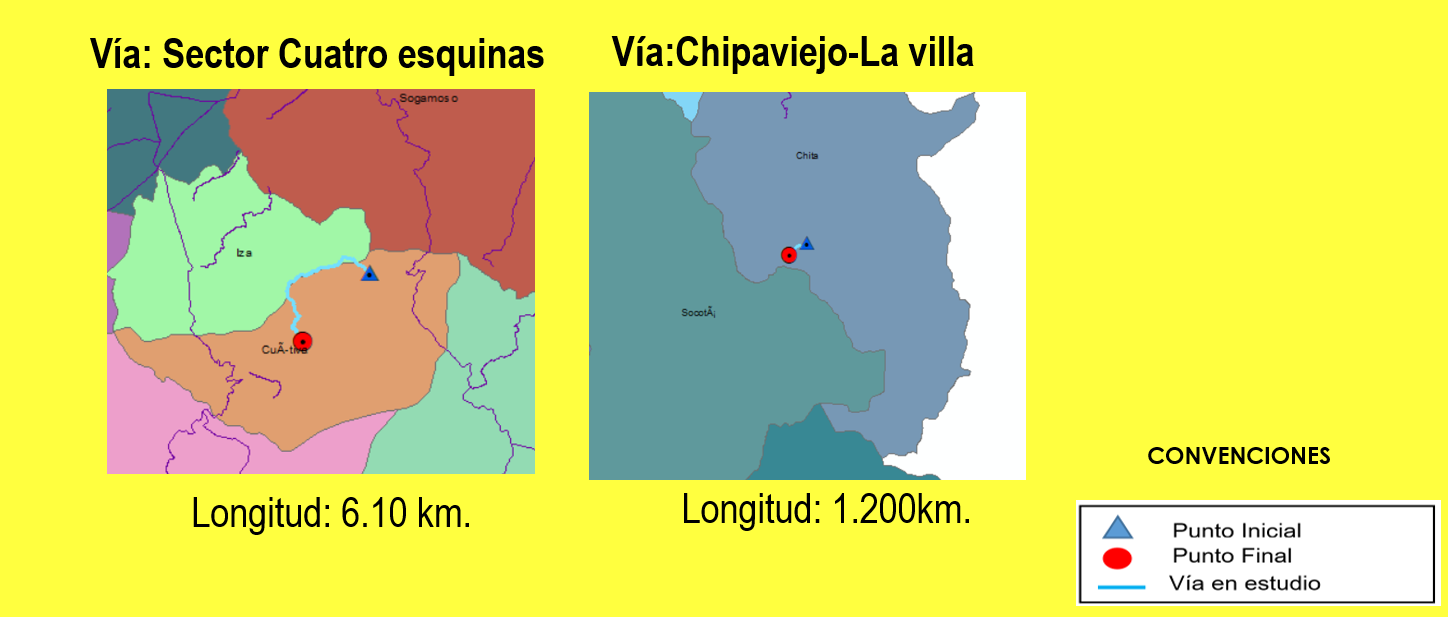 Vía: Sector Cuatro esquinas
Sogamoso
Iza
CuÃ-tiva
Longitud: 6.10 km.
Vía:Chipaviejo-La villa
Chita
SocotÃ¡
Longitud: 1.200km.
CONVENCIONES
Punto Inicial
Punto Final
Vía en estudio